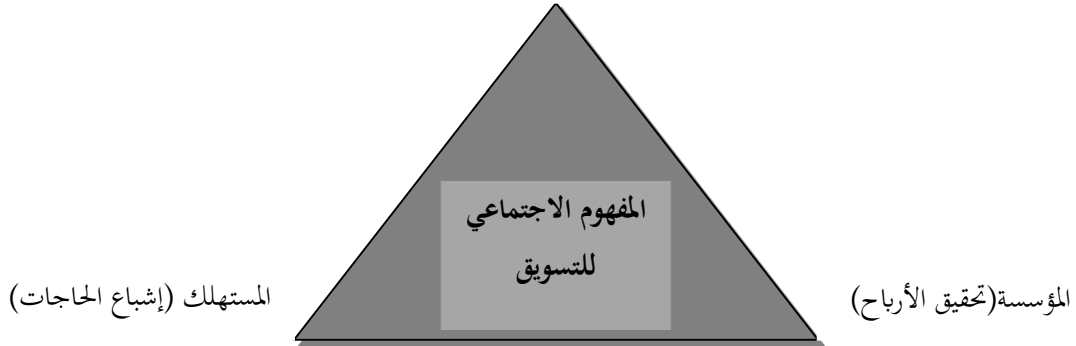 المفهوم الاجتماعي
للتسويق
المؤسسة(تحقيق الأرباح)
المستهلك (إشباع الحاجات)